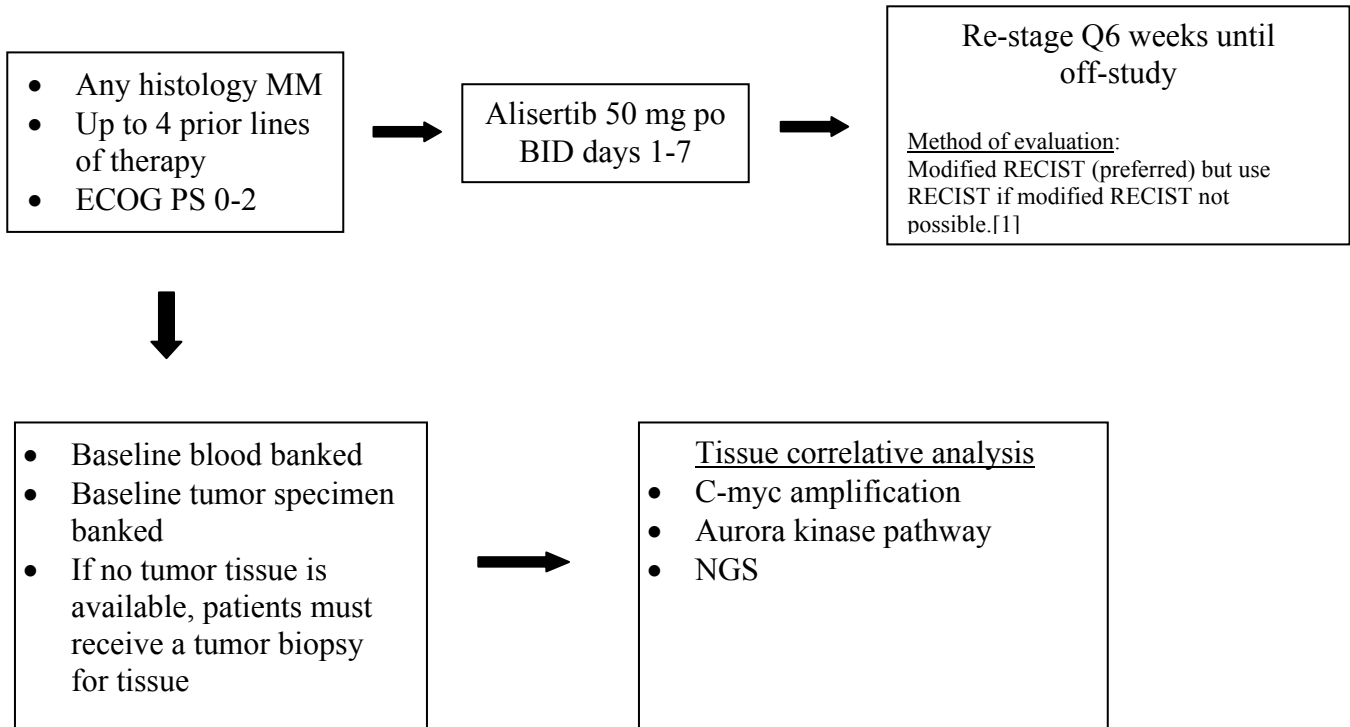 • Any histology MM
• Up to 4 prior lines
of therapy
• ECOG PS 0-2
Alisertib 50 mg po
BID days 1-7
Re-stage Q6 weeks until
off-study
Method of evaluation:
Modified RECIST (preferred) but use
RECIST if modified RECIST not
possible.[1]
• Baseline blood banked
• Baseline tumor specimen
banked
• If no tumor tissue is
available, patients must
receive a tumor biopsy
for tissue
Tissue correlative analysis
• C-myc amplification
• Aurora kinase pathway
• NGS